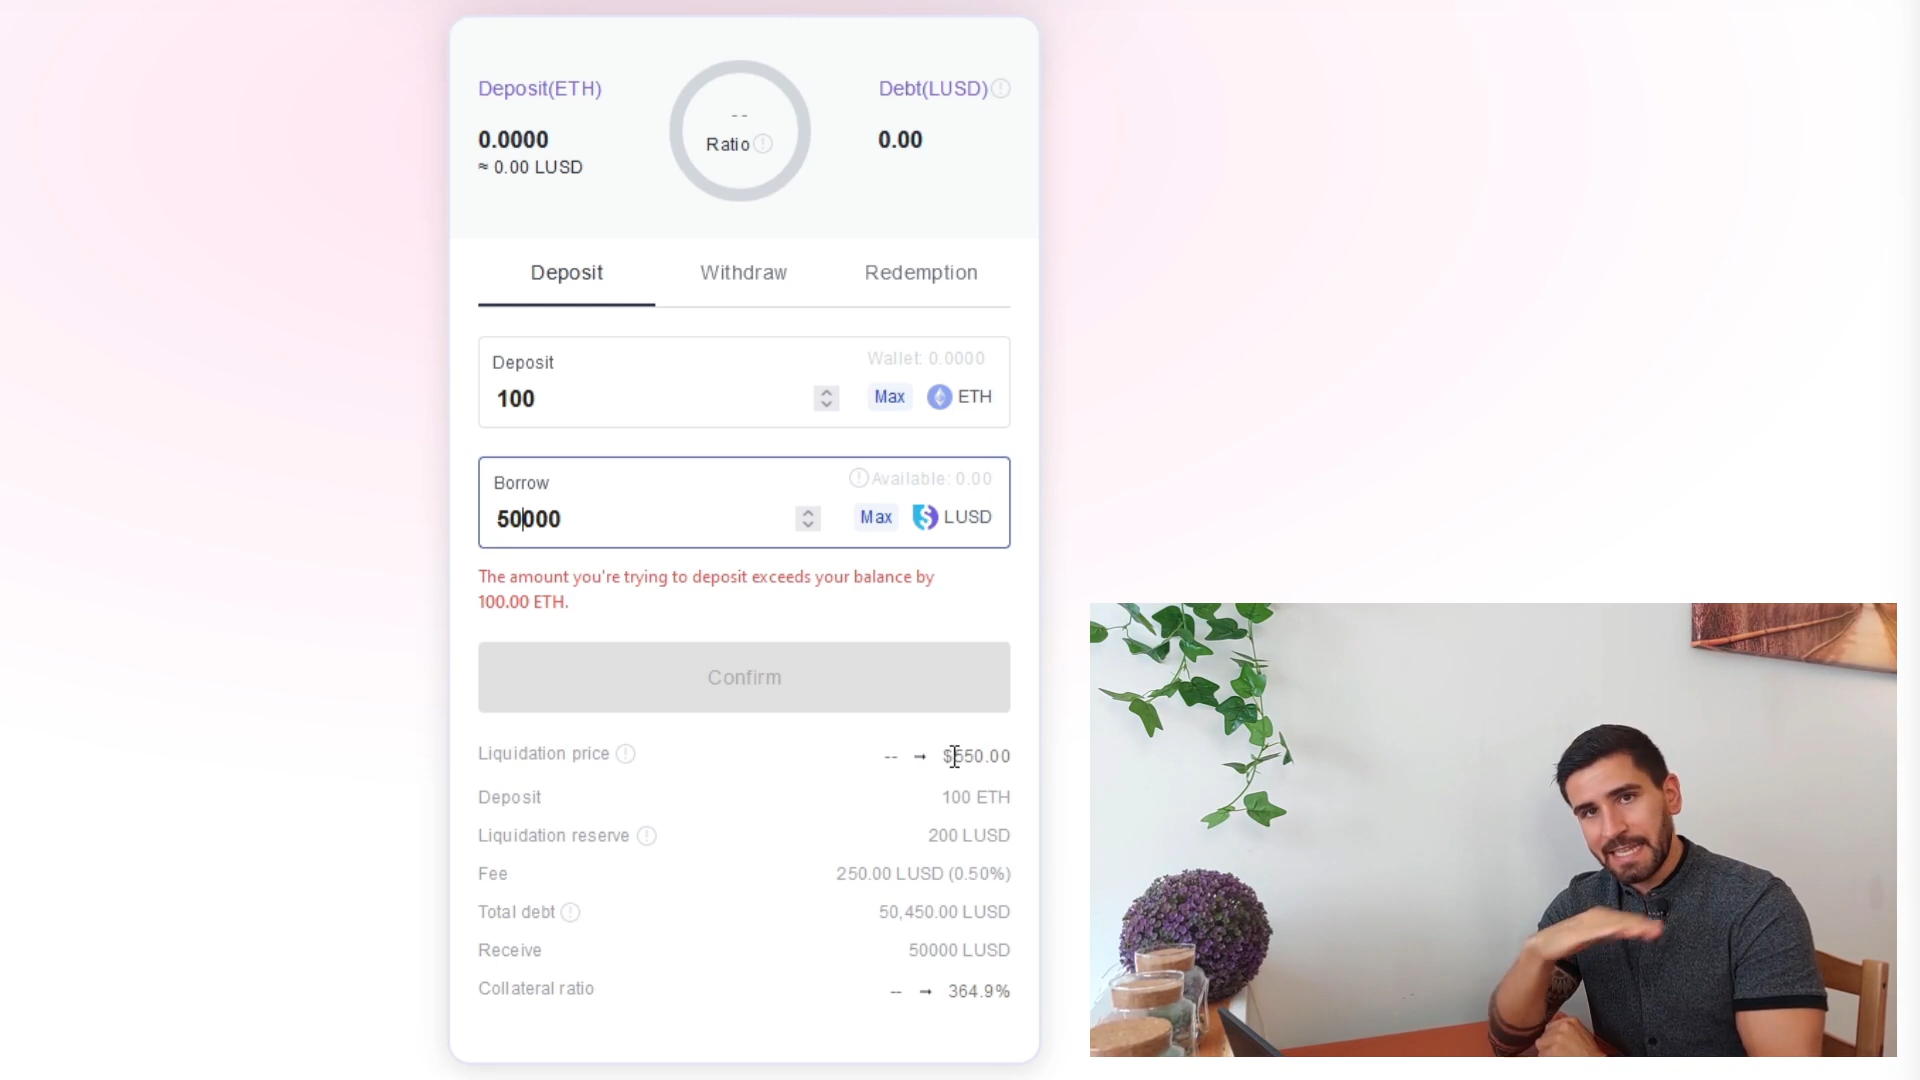 Deposit(ETH)
0.0000
≈ 0.00 LUSD
--
Ratio
Debt(LUSD)
0.00
Deposit Withdraw Redemption
Deposit Wallet: 0.0000
100 Max ETH
Borrow Available: 0.00
50000 Max LUSD
The amount you're trying to deposit exceeds your balance by
100.00 ETH.
Confirm
Liquidation price -- → $550.00
Deposit 100 ETH
Liquidation reserve 200 LUSD
Fee 250.00 LUSD (0.50%)
Total debt 50,450.00 LUSD
Receive 50000 LUSD
Collateral ratio -- → 364.9%